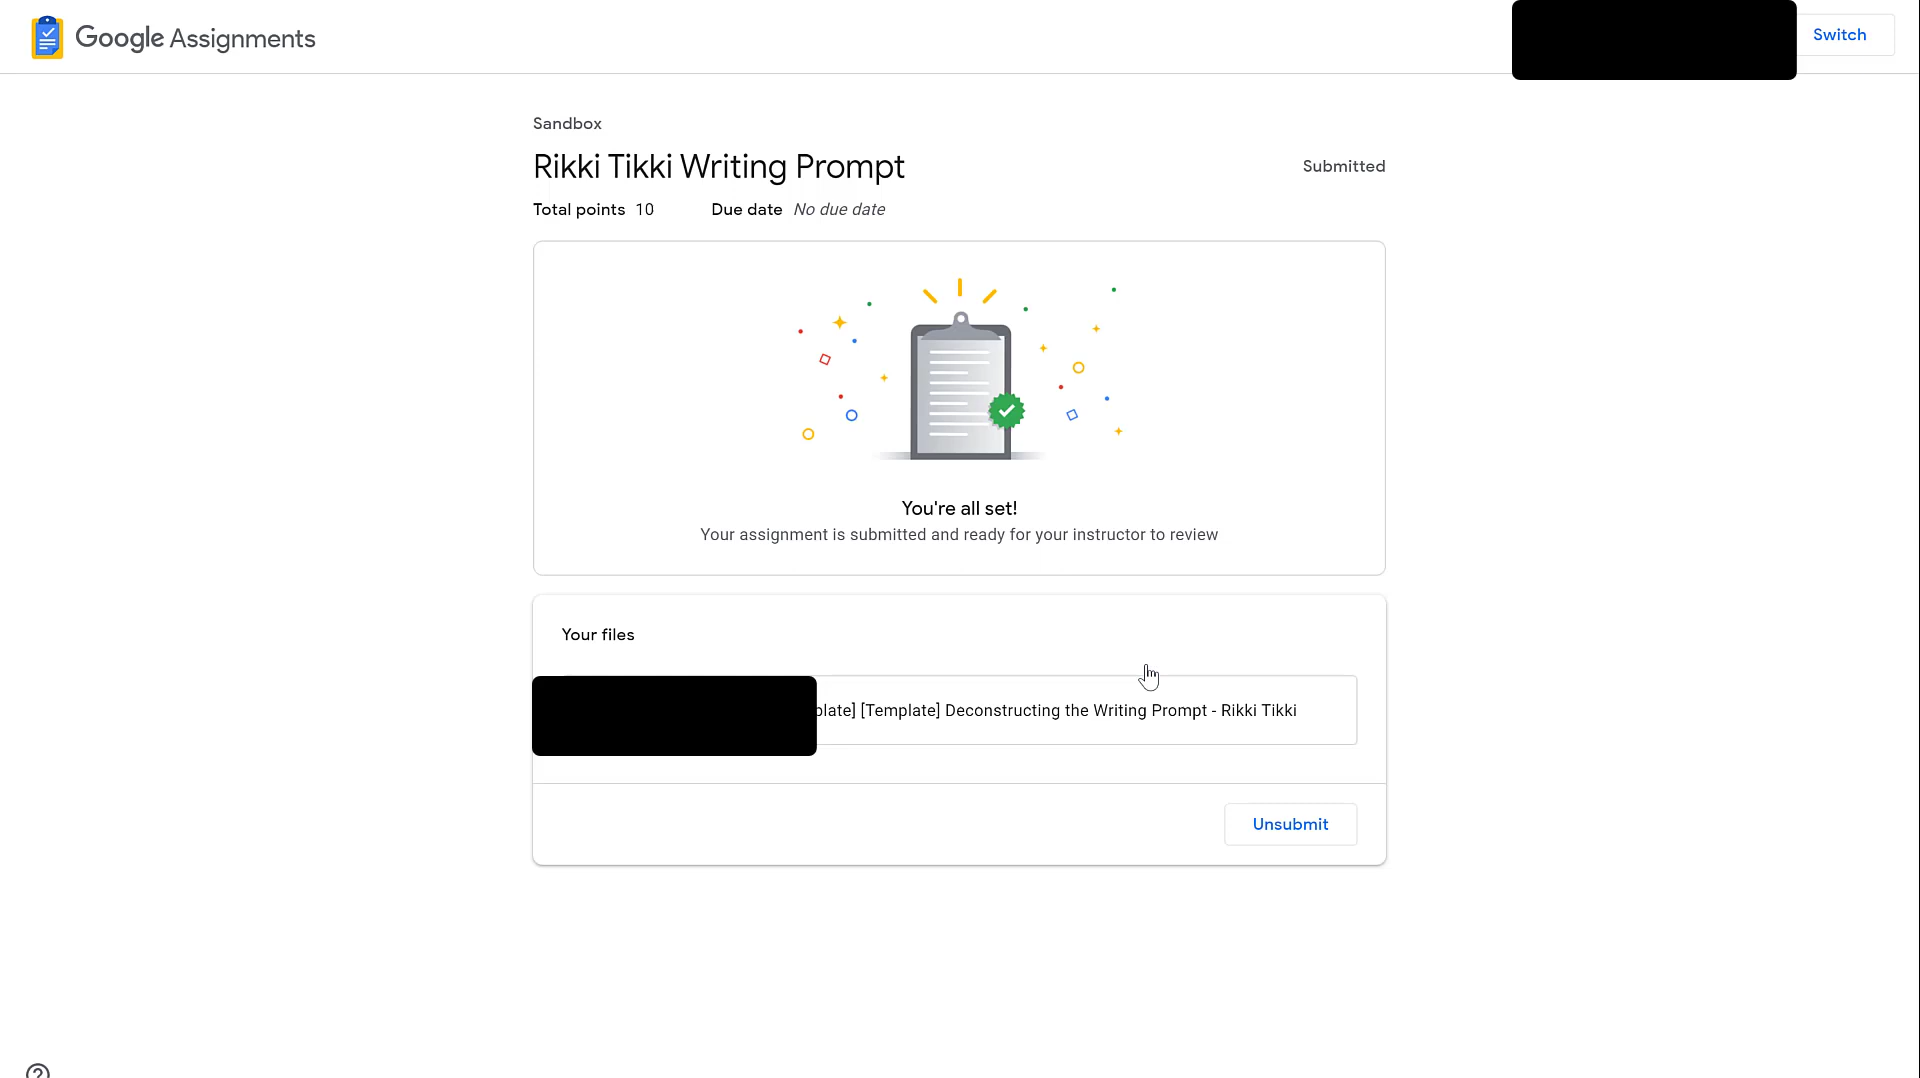 Google Assignments
Switch
Sandbox
Rikki Tikki Writing Prompt
Submitted
Total points 10 Due date No due date
You're all set!
Your assignment is submitted and ready for your instructor to review
Your files
[Template] Deconstructing the Writing Prompt - Rikki Tikki
Unsubmit